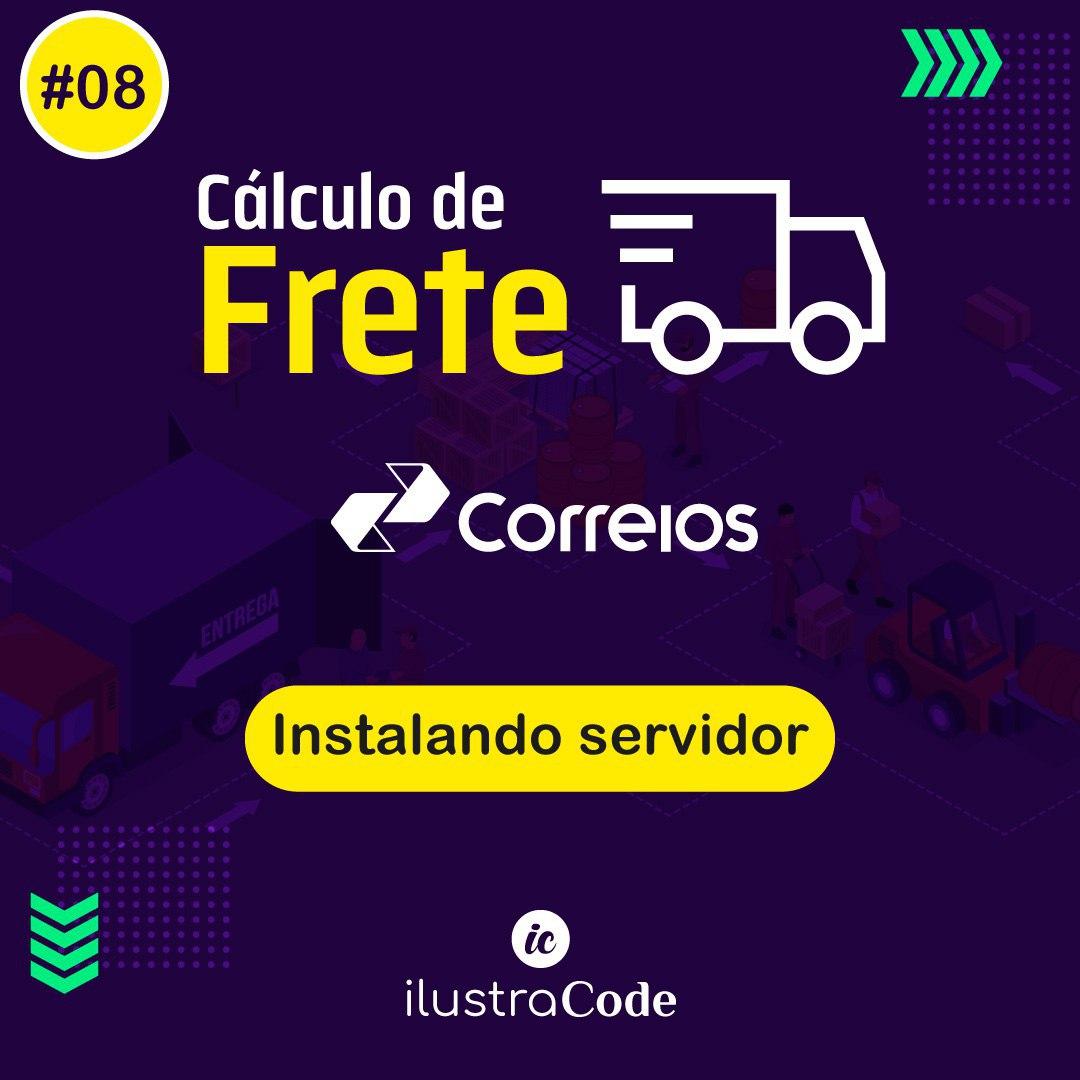 #08
Cálculo de
Frete
Correios
ENTREGA
Instalando servidor
ic
ilustraCode